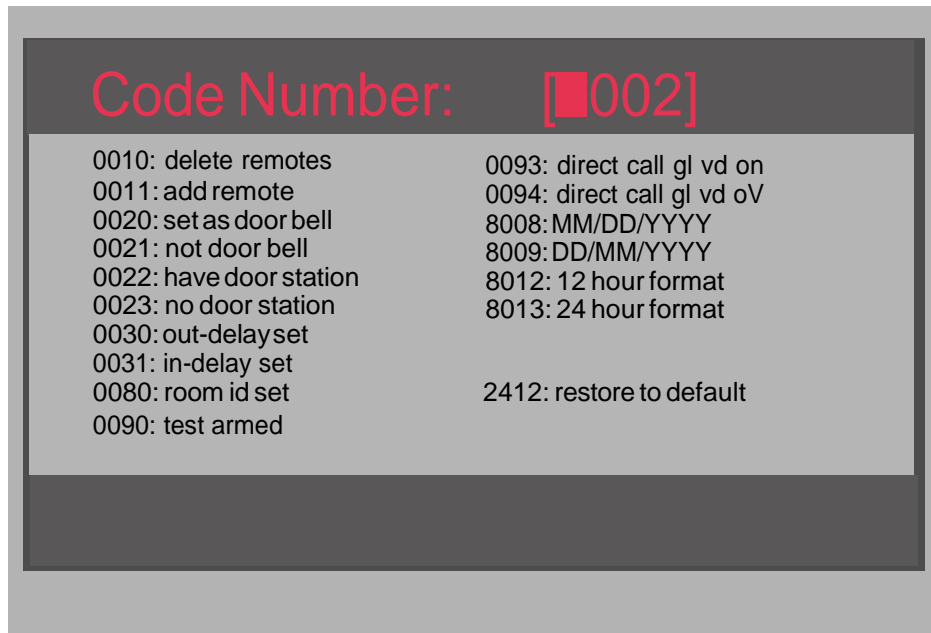 Code Number: [█002]
0010: delete remotes
0011: add remote
0020: set as door bell
0021: not door bell
0022: have door station
0023: no door station
0030: out-delay set
0031: in-delay set
0080: room id set
0090: test armed
0093: direct call gl vd on
0094: direct call gl vd oV
8008: MM/DD/YYYY
8009: DD/MM/YYYY
8012: 12 hour format
8013: 24 hour format
2412: restore to default